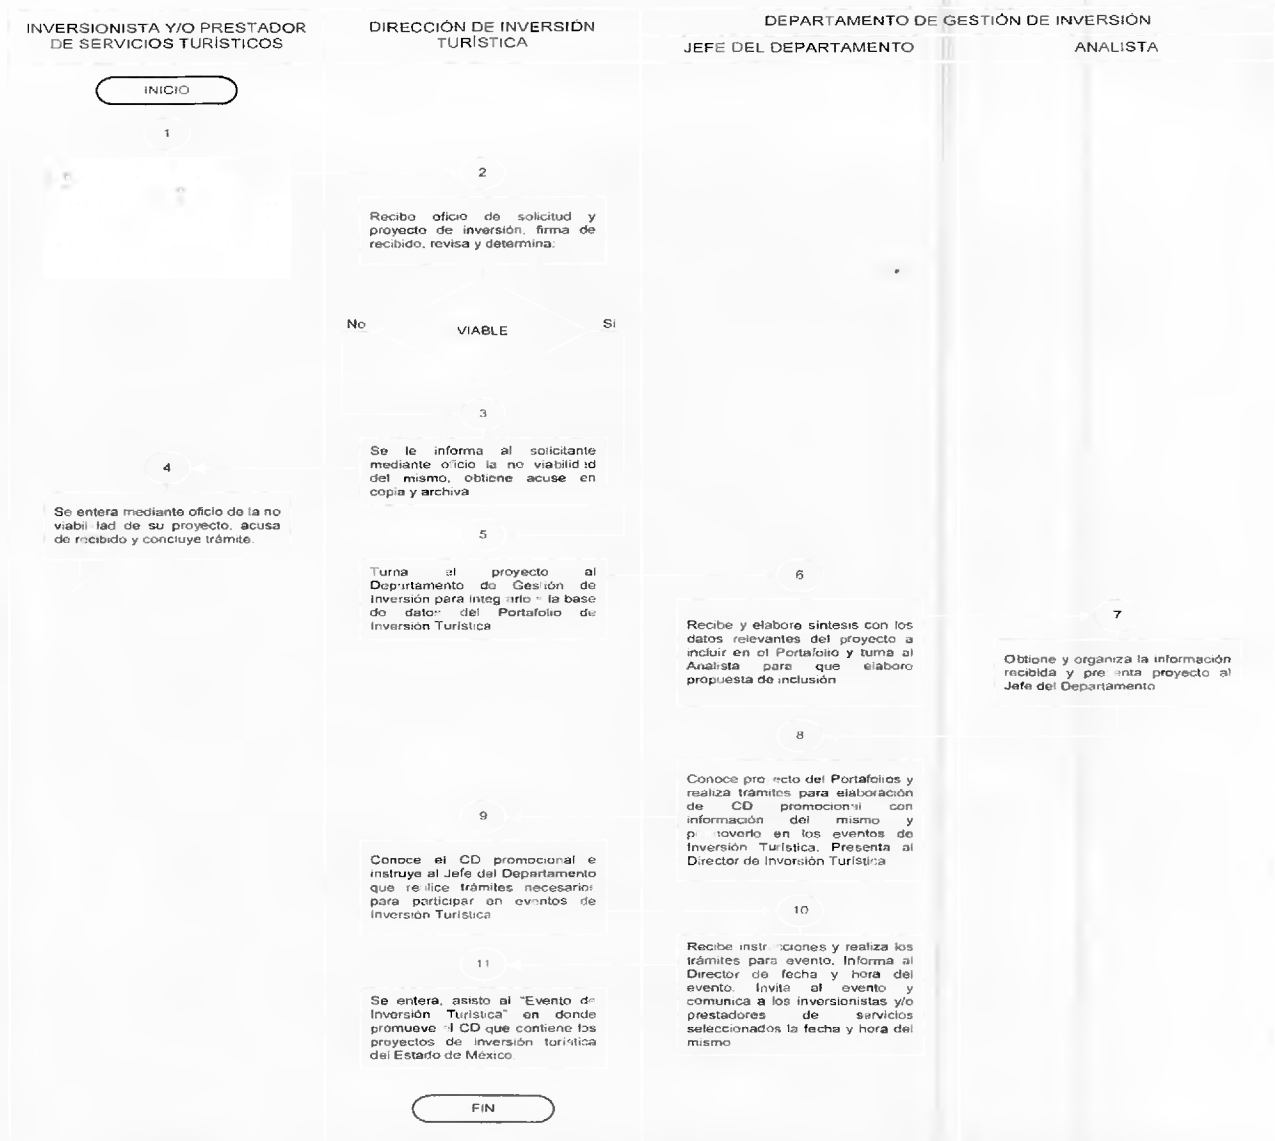 INVERSIONISTA Y/O PRESTADOR
DE SERVICIOS TURÍSTICOS
DIRECCIÓN DE INVERSIÓN
TURÍSTICA
DEPARTAMENTO DE GESTIÓN DE INVERSIÓN
JEFE DEL DEPARTAMENTO
ANALISTA
INICIO
1
2
Recibe oficio de solicitud y
proyecto de inversión, firma de
recibido, revisa y determina:
No
VIABLE
Si
3
Se le informa al solicitante
mediante oficio la no viabilidad
del mismo, obtiene acuse en
copia y archiva
4
Se entera mediante oficio de la no
viabilidad de su proyecto, acusa
de recibido y concluye trámite.
5
Turna el proyecto al
Departamento de Gestión de
Inversión para integrarlo a la base
de datos del Portafolio de
Inversión Turística
6
Recibe y elabora síntesis con los
datos relevantes del proyecto a
incluir en el Portafolio y turna al
Analista para que elabore
propuesta de inclusión
7
Obtiene y organiza la información
recibida y presenta proyecto al
Jefe del Departamento
8
Conoce proyecto del Portafolios y
realiza trámites para elaboración
de CD promocional con
información del mismo y
promoverlo en los eventos de
Inversión Turística. Presenta al
Director de Inversión Turística
9
Conoce el CD promocional e
instruye al Jefe del Departamento
que realice trámites necesarios
para participar en eventos de
Inversión Turística
10
Recibe instrucciones y realiza los
trámites para evento. Informa al
Director de fecha y hora del
evento. Invita al evento y
comunica a los inversionistas y/o
prestadores de servicios
seleccionados la fecha y hora del
mismo
11
Se entera, asiste al "Evento de
Inversión Turística" en donde
promueve el CD que contiene los
proyectos de inversión turística
del Estado de México.
FIN